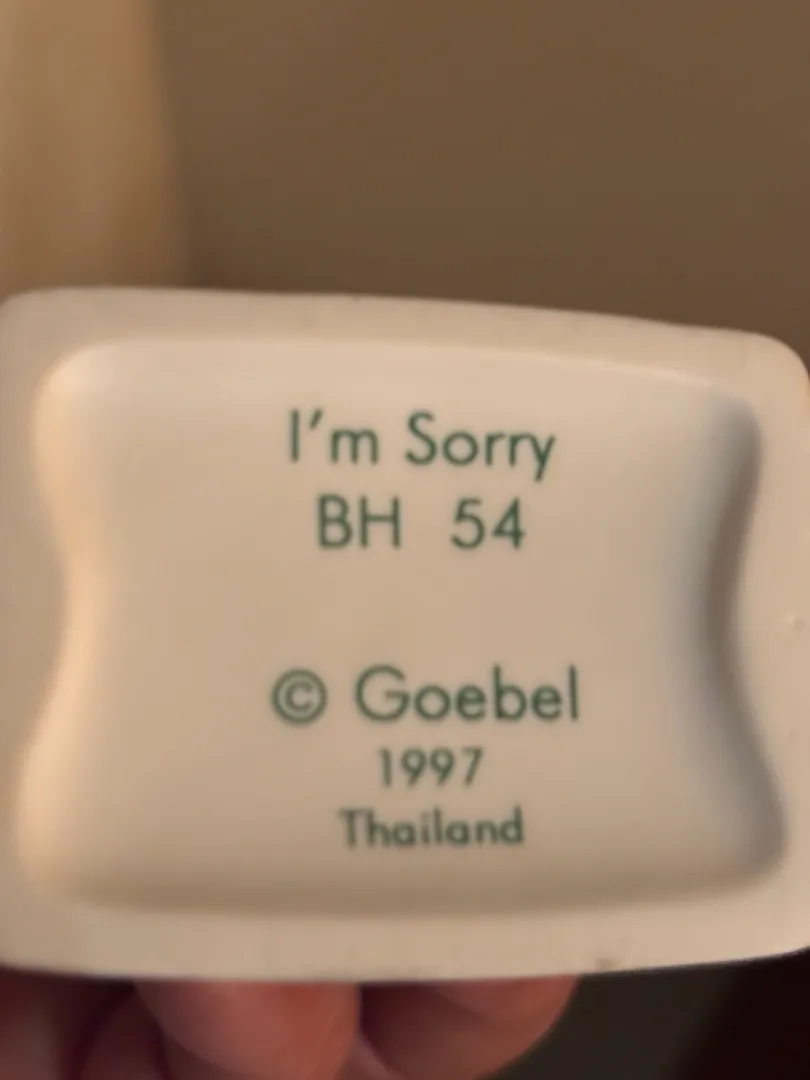 I'm Sorry
BH 54
© Goebel
1997
Thailand